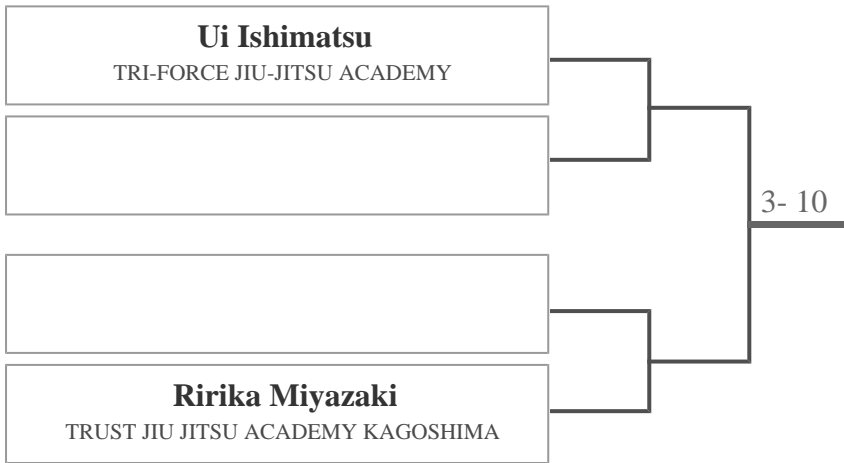 Ui Ishimatsu
TRI-FORCE JIU-JITSU ACADEMY
3- 10
Ririka Miyazaki
TRUST JIU JITSU ACADEMY KAGOSHIMA